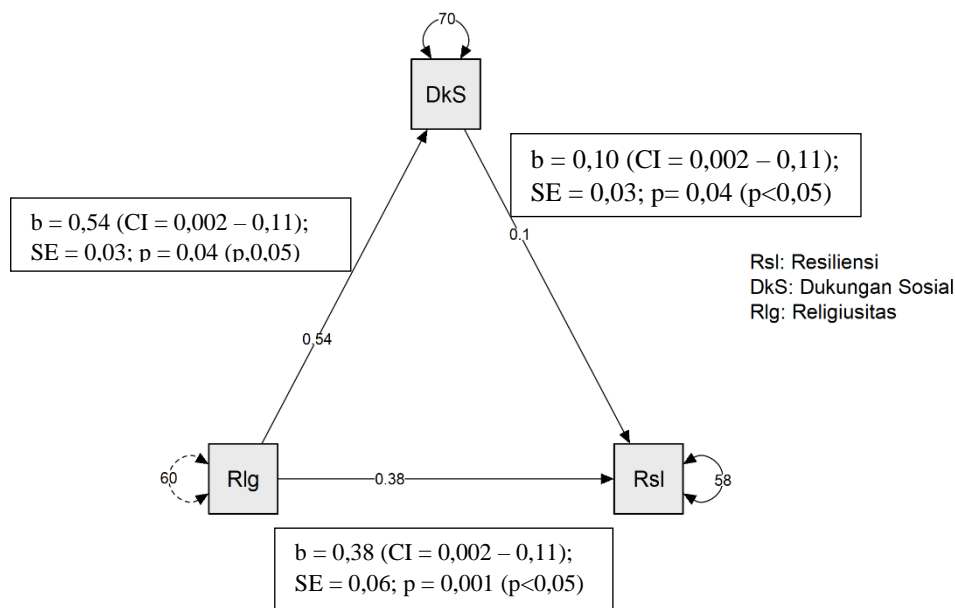 70
DkS
b = 0,10 (CI = 0,002 – 0,11);
SE = 0,03; p= 0,04 (p<0,05)
b = 0,54 (CI = 0,002 – 0,11);
SE = 0,03; p = 0,04 (p,0,05)
0.1
Rsl: Resiliensi
DkS: Dukungan Sosial
Rlg: Religiusitas
0.54
60
Rlg
0.38
Rsl
58
b = 0,38 (CI = 0,002 – 0,11);
SE = 0,06; p = 0,001 (p<0,05)